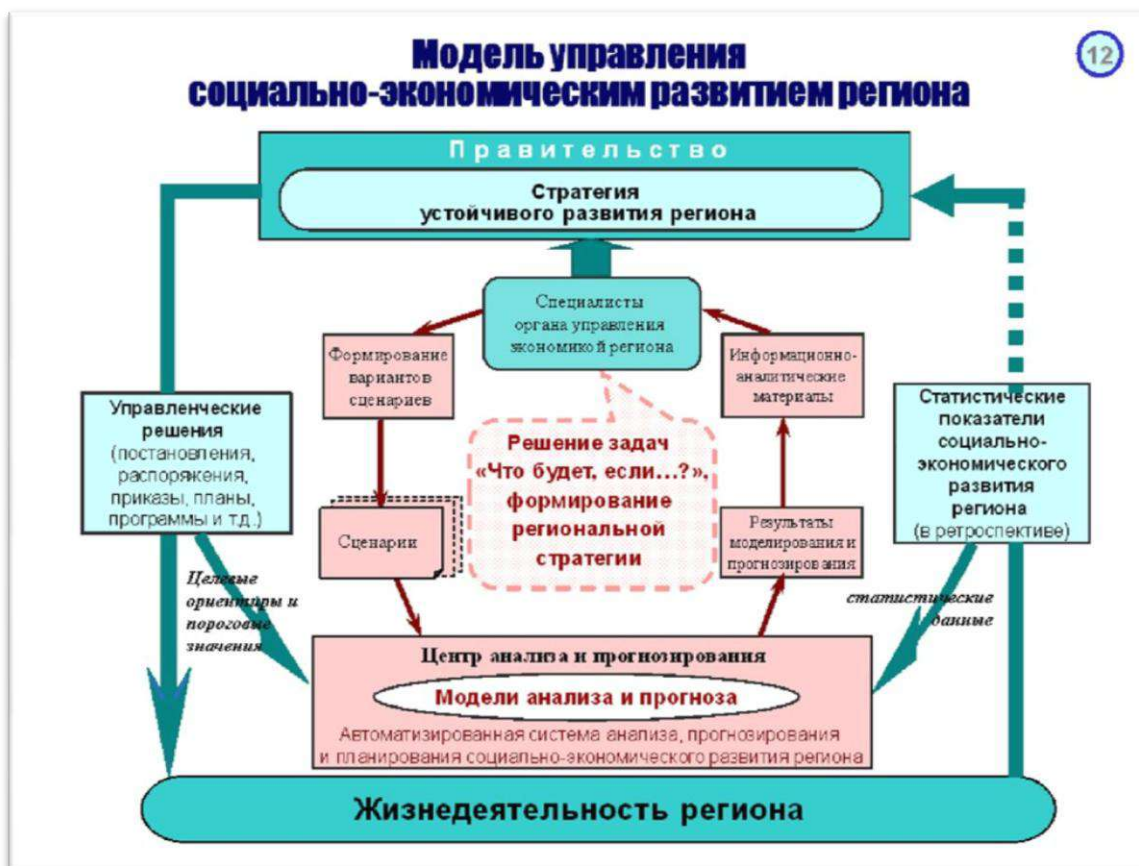 Модель управления
социально-экономическим развитием региона
12
Правительство
Стратегия
устойчивого развития региона
Специалисты
органа управления
экономикой региона
Формирование
вариантов
сценариев
Информационно-
аналитические
материалы
Управленческие
решения
(постановления,
распоряжения,
приказы, планы,
программы и т.д.)
Решение задач
«Что будет, если...?»,
формирование
региональной
стратегии
Статистические
показатели
социально-
экономического
развития
региона
(в ретроспективе)
Сценарии
Результаты
моделирования и
прогнозирования
Целевые
ориентиры и
пороговые
значения
статистические
данные
Центр анализа и прогнозирования
Модели анализа и прогноза
Автоматизированная система анализа, прогнозирования
и планирования социально-экономического развития региона
Жизнедеятельность региона